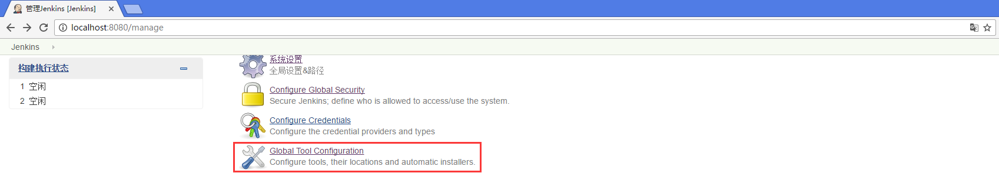 管理Jenkins [Jenkins]
localhost:8080/manage
Jenkins
构建执行状态
1 空闲
2 空闲
系统设置
全局设置&路径
Configure Global Security
Secure Jenkins; define who is allowed to access/use the system.
Configure Credentials
Configure the credential providers and types
Global Tool Configuration
Configure tools, their locations and automatic installers.